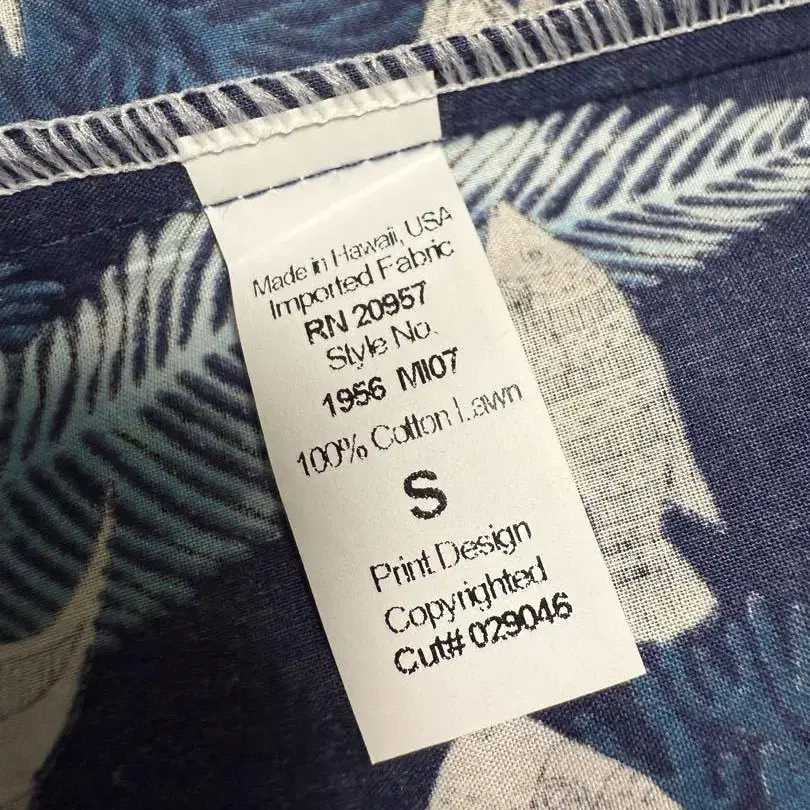 Made in Hawaii, USA
Imported Fabric
RN 20957
Style No.
1956 MI07
100% Cotton Lawn
S
Print Design
Copyrighted
Cut# 029046